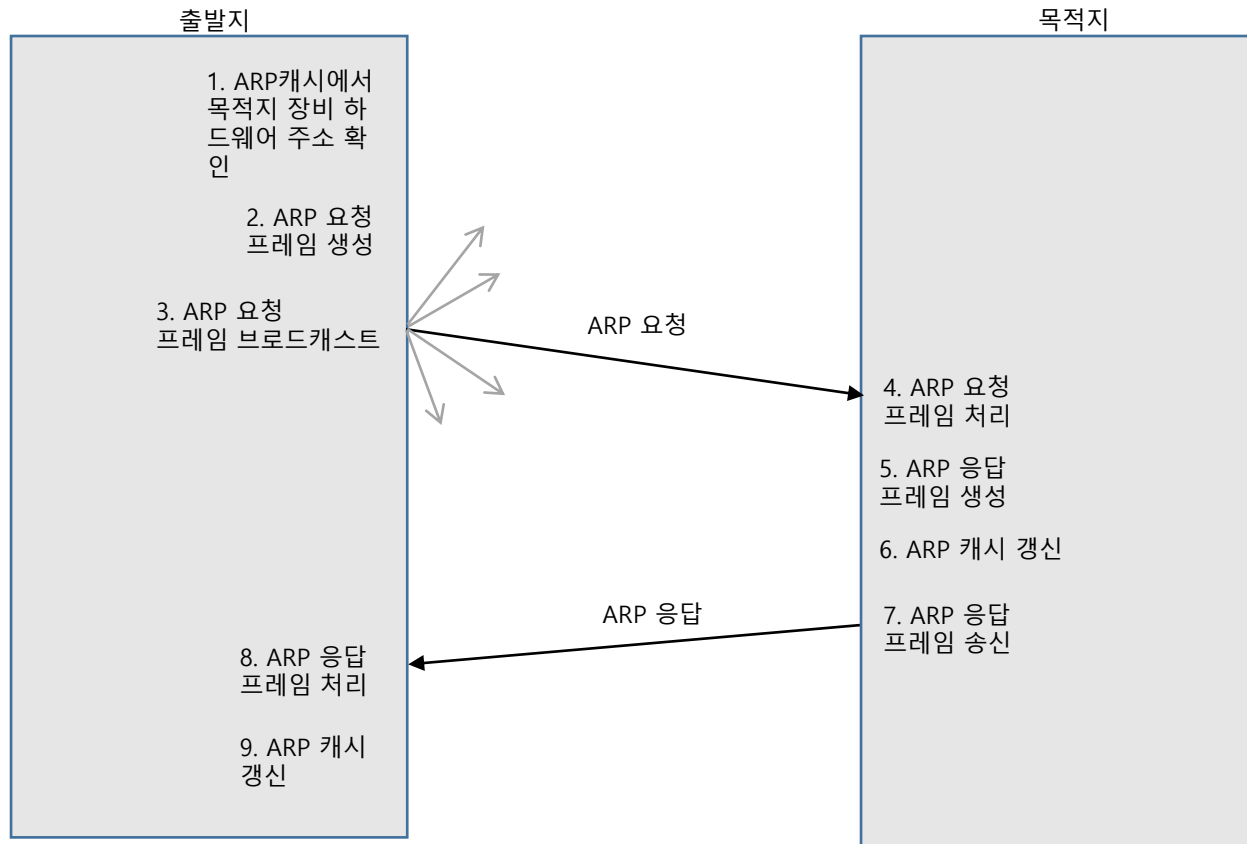 출발지
목적지
1. ARP캐시에서
목적지 장비 하
드웨어 주소 확
인
2. ARP 요청
프레임 생성
3. ARP 요청
프레임 브로드캐스트
ARP 요청
4. ARP 요청
프레임 처리
5. ARP 응답
프레임 생성
6. ARP 캐시 갱신
ARP 응답
7. ARP 응답
프레임 송신
8. ARP 응답
프레임 처리
9. ARP 캐시
갱신